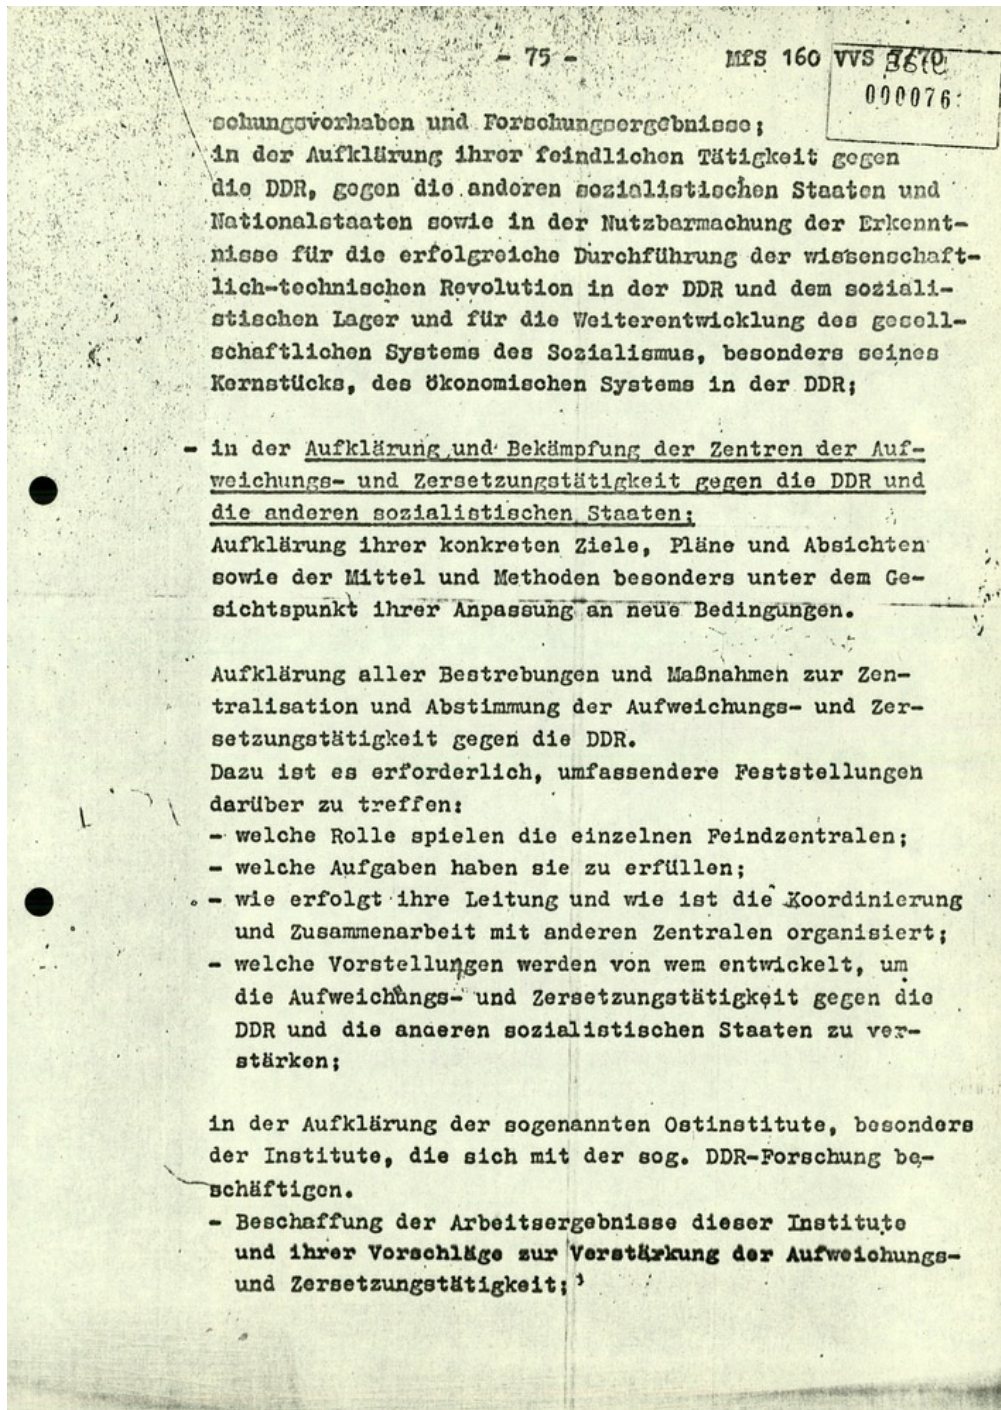 - 75 -
MfS 160 VVS
000076
schungsvorhaben und Forschungsergebnisse;
in der Aufklärung ihrer feindlichen Tätigkeit gegen
die DDR, gegen die anderen sozialistischen Staaten und
Nationalstaaten sowie in der Nutzbarmachung der Erkennt-
nisse für die erfolgreiche Durchführung der wissenschaft-
lich-technischen Revolution in der DDR und dem soziali-
stischen Lager und für die Weiterentwicklung des gesell-
schaftlichen Systems des Sozialismus, besonders seines
Kernstücks, des ökonomischen Systems in der DDR;
- in der Aufklärung und Bekämpfung der Zentren der Auf-
weichungs- und Zersetzungstätigkeit gegen die DDR und
die anderen sozialistischen Staaten;
Aufklärung ihrer konkreten Ziele, Pläne und Absichten
sowie der Mittel und Methoden besonders unter dem Ge-
sichtspunkt ihrer Anpassung an neue Bedingungen.
Aufklärung aller Bestrebungen und Maßnahmen zur Zen-
tralisation und Abstimmung der Aufweichungs- und Zer-
setzungstätigkeit gegen die DDR.
Dazu ist es erforderlich, umfassendere Feststellungen
darüber zu treffen:
- welche Rolle spielen die einzelnen Feindzentralen;
- welche Aufgaben haben sie zu erfüllen;
- wie erfolgt ihre Leitung und wie ist die Koordinierung
und Zusammenarbeit mit anderen Zentralen organisiert;
- welche Vorstellungen werden von wem entwickelt, um
die Aufweichungs- und Zersetzungstätigkeit gegen die
DDR und die anderen sozialistischen Staaten zu ver-
stärken;
in der Aufklärung der sogenannten Ostinstitute, besonders
der Institute, die sich mit der sog. DDR-Forschung be-
schäftigen.
- Beschaffung der Arbeitsergebnisse dieser Institute
und ihrer Vorschläge zur Verstärkung der Aufweichungs-
und Zersetzungstätigkeit;